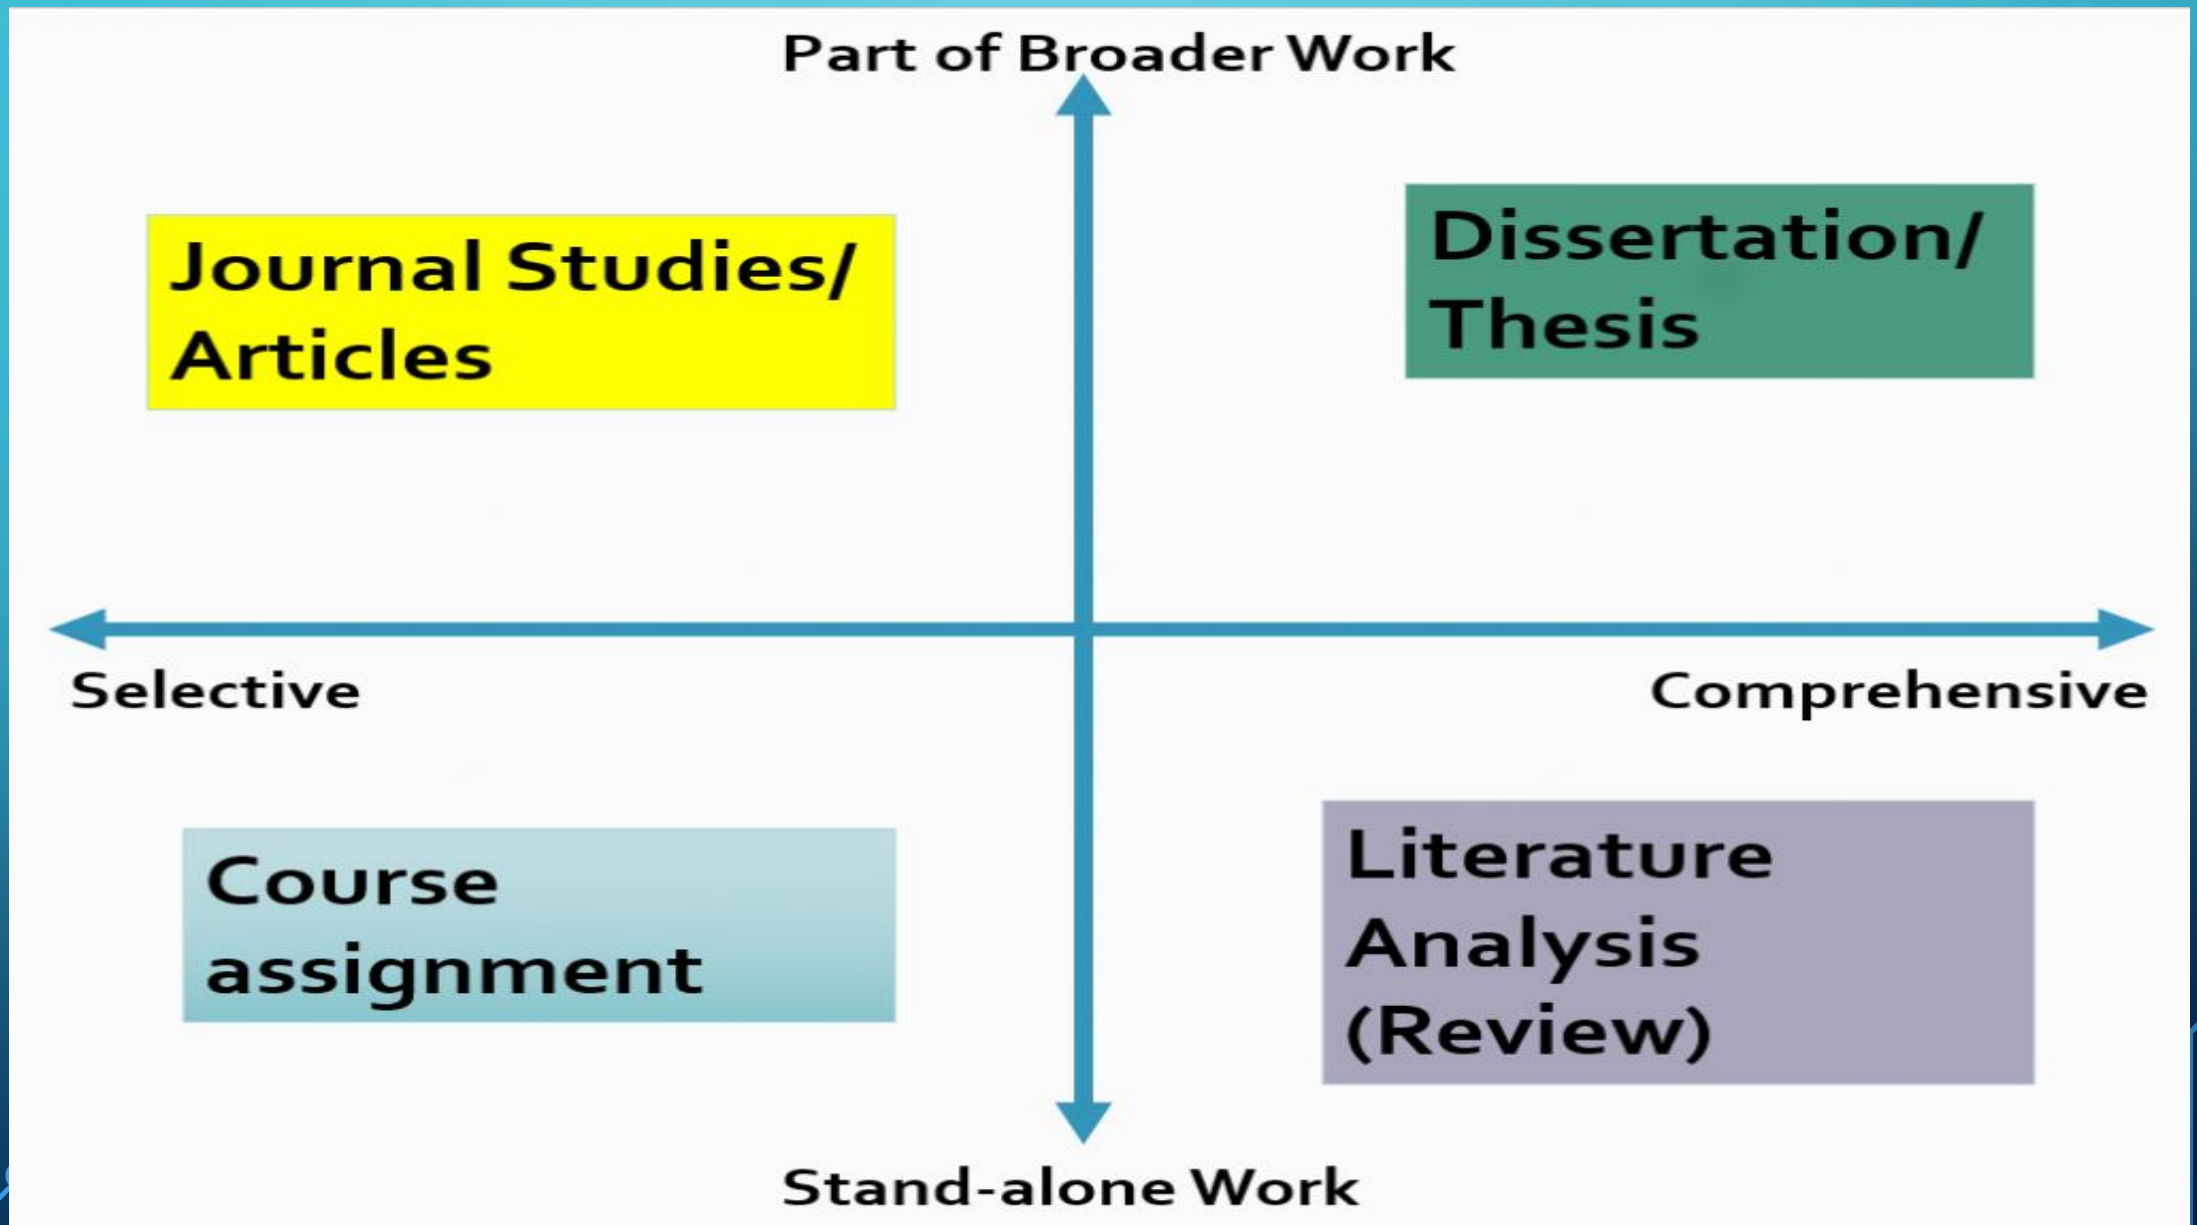 Part of Broader Work
Journal Studies/
Articles
Dissertation/
Thesis
Selective
Comprehensive
Course
assignment
Literature
Analysis
(Review)
Stand-alone Work